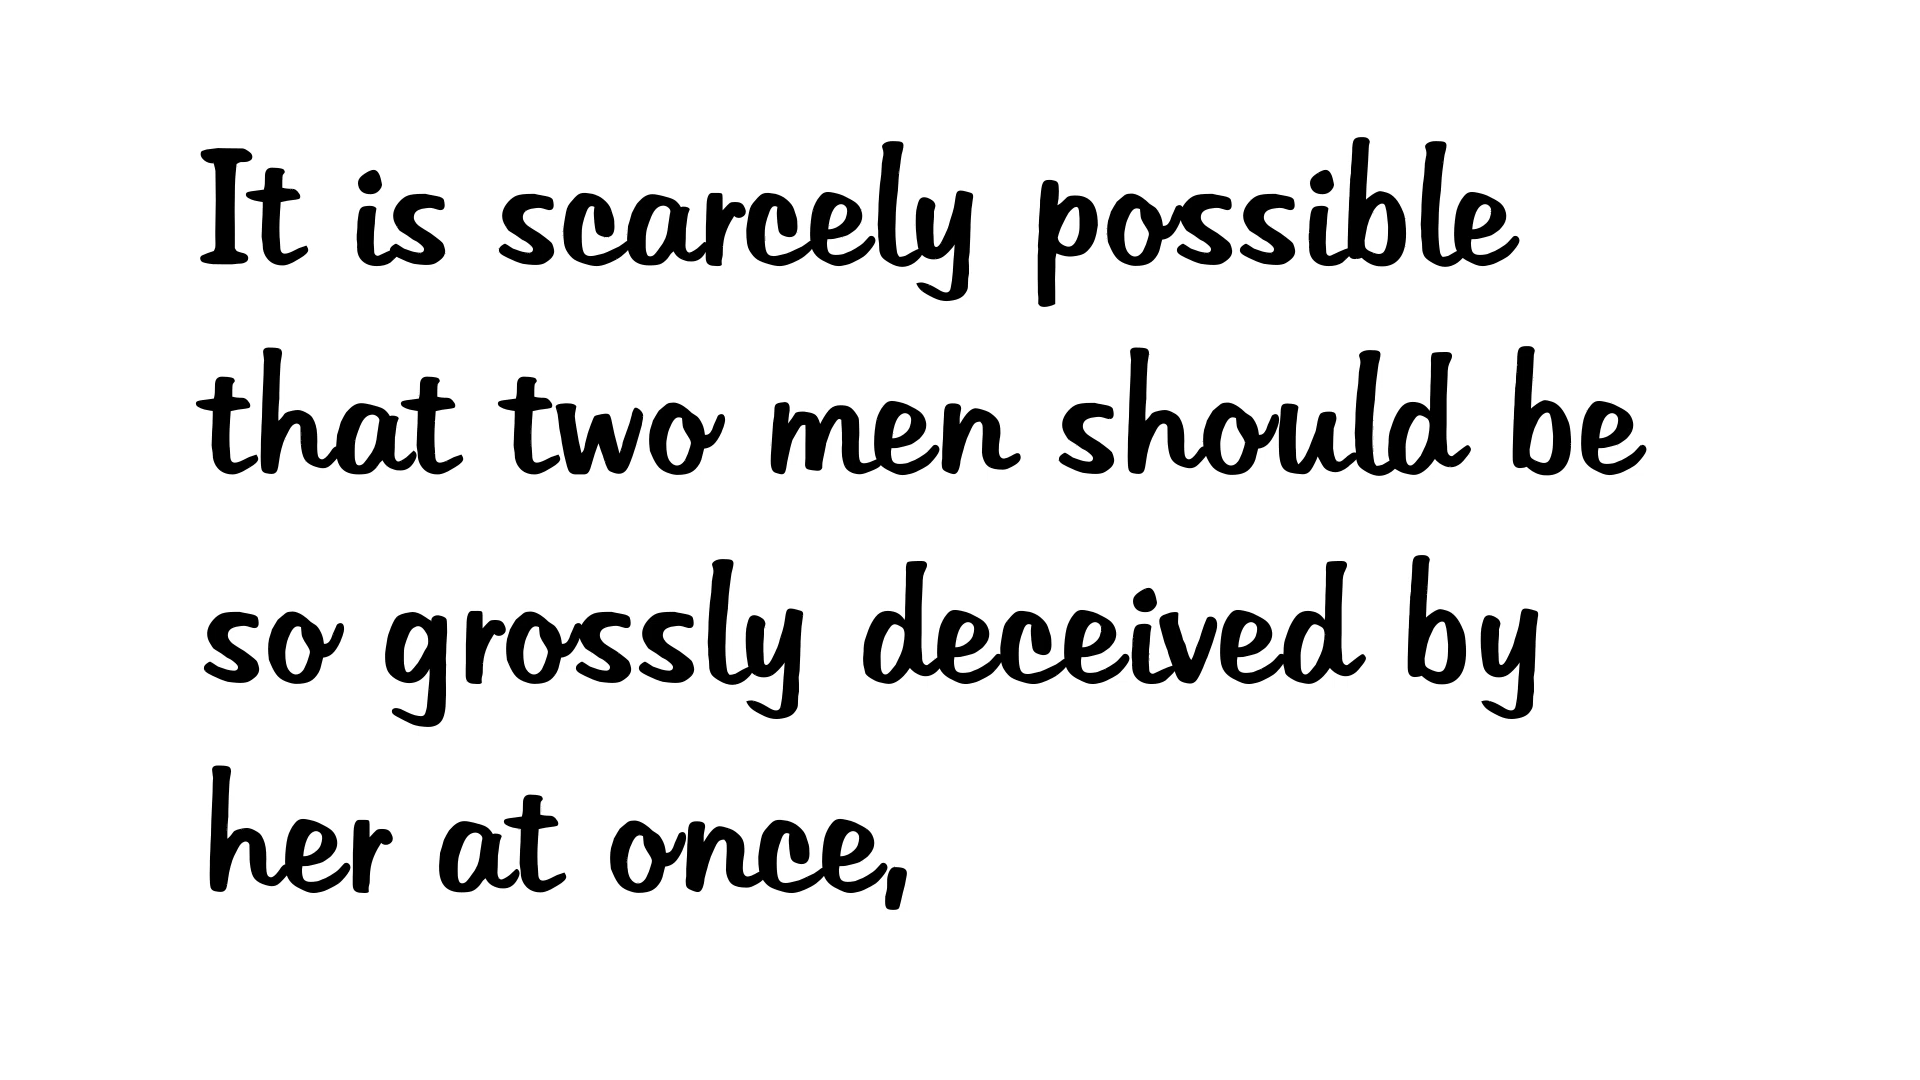 It is scarcely possible
that two men should be
so grossly deceived by
her at once,